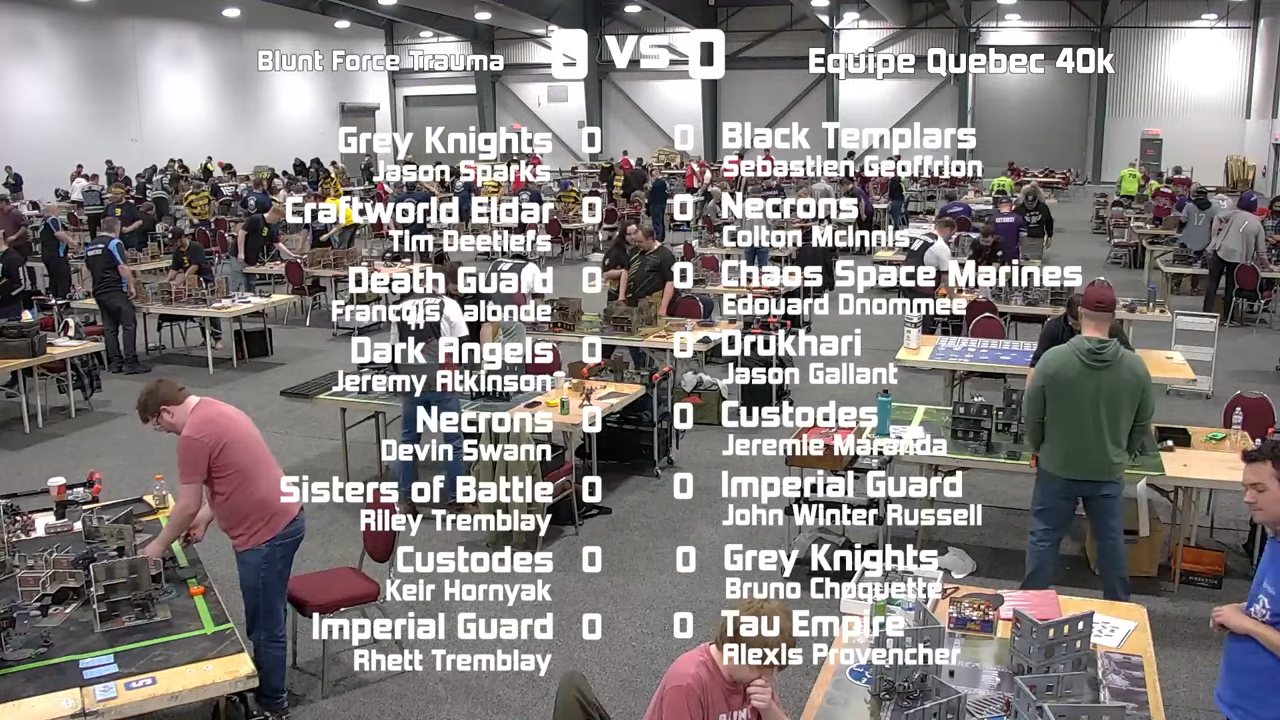 Blunt Force Trauma 0 VS 0 Equipe Quebec 40k
Grey Knights 0 0 Black Templars
Jason Sparks Sebastien Geoffrion
Craftworld Eldar 0 0 Necrons
Tim Deetlefs Colton McInnis
Death Guard 0 0 Chaos Space Marines
Francois Lalonde Edouard Dnommee
Dark Angels 0 0 Drukhari
Jeremy Atkinson Jason Gallant
Necrons 0 0 Custodes
Devin Swann Jeremie Maranda
Sisters of Battle 0 0 Imperial Guard
Riley Tremblay John Winter Russell
Custodes 0 0 Grey Knights
Keir Hornyak Bruno Choquette
Imperial Guard 0 0 Tau Empire
Rhett Tremblay Alexis Provencher